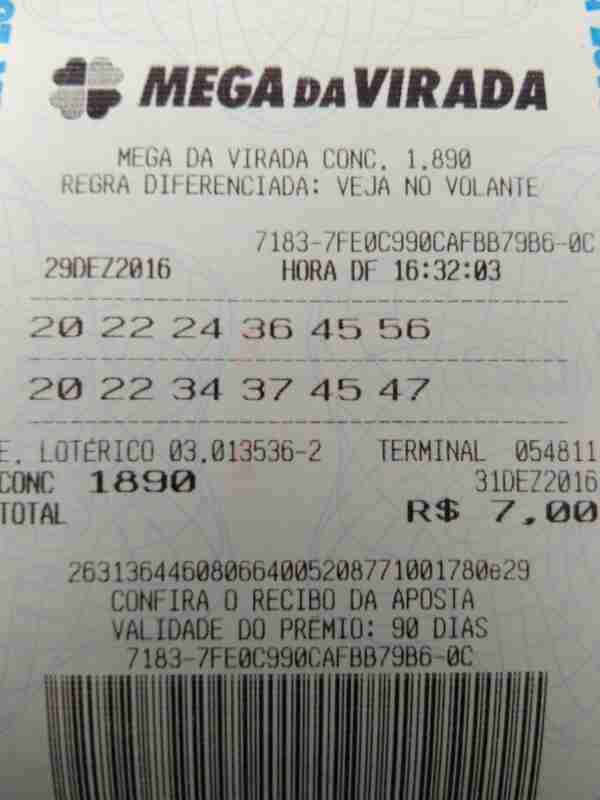 MEGA DA VIRADA
MEGA DA VIRADA CONC. 1.890
REGRA DIFERENCIADA: VEJA NO VOLANTE
7183-7FE0C990CAFBB79B6-0C
29DEZ2016 HORA DF 16:32:03
20 22 24 36 45 56
20 22 34 37 45 47
E. LOTÉRICO 03.013536-2 TERMINAL 054811
CONC 1890 31DEZ2016
TOTAL R$ 7,00
263136446080664005208771001780e29
CONFIRA O RECIBO DA APOSTA
VALIDADE DO PRÊMIO: 90 DIAS
7183-7FE0C990CAFBB79B6-0C